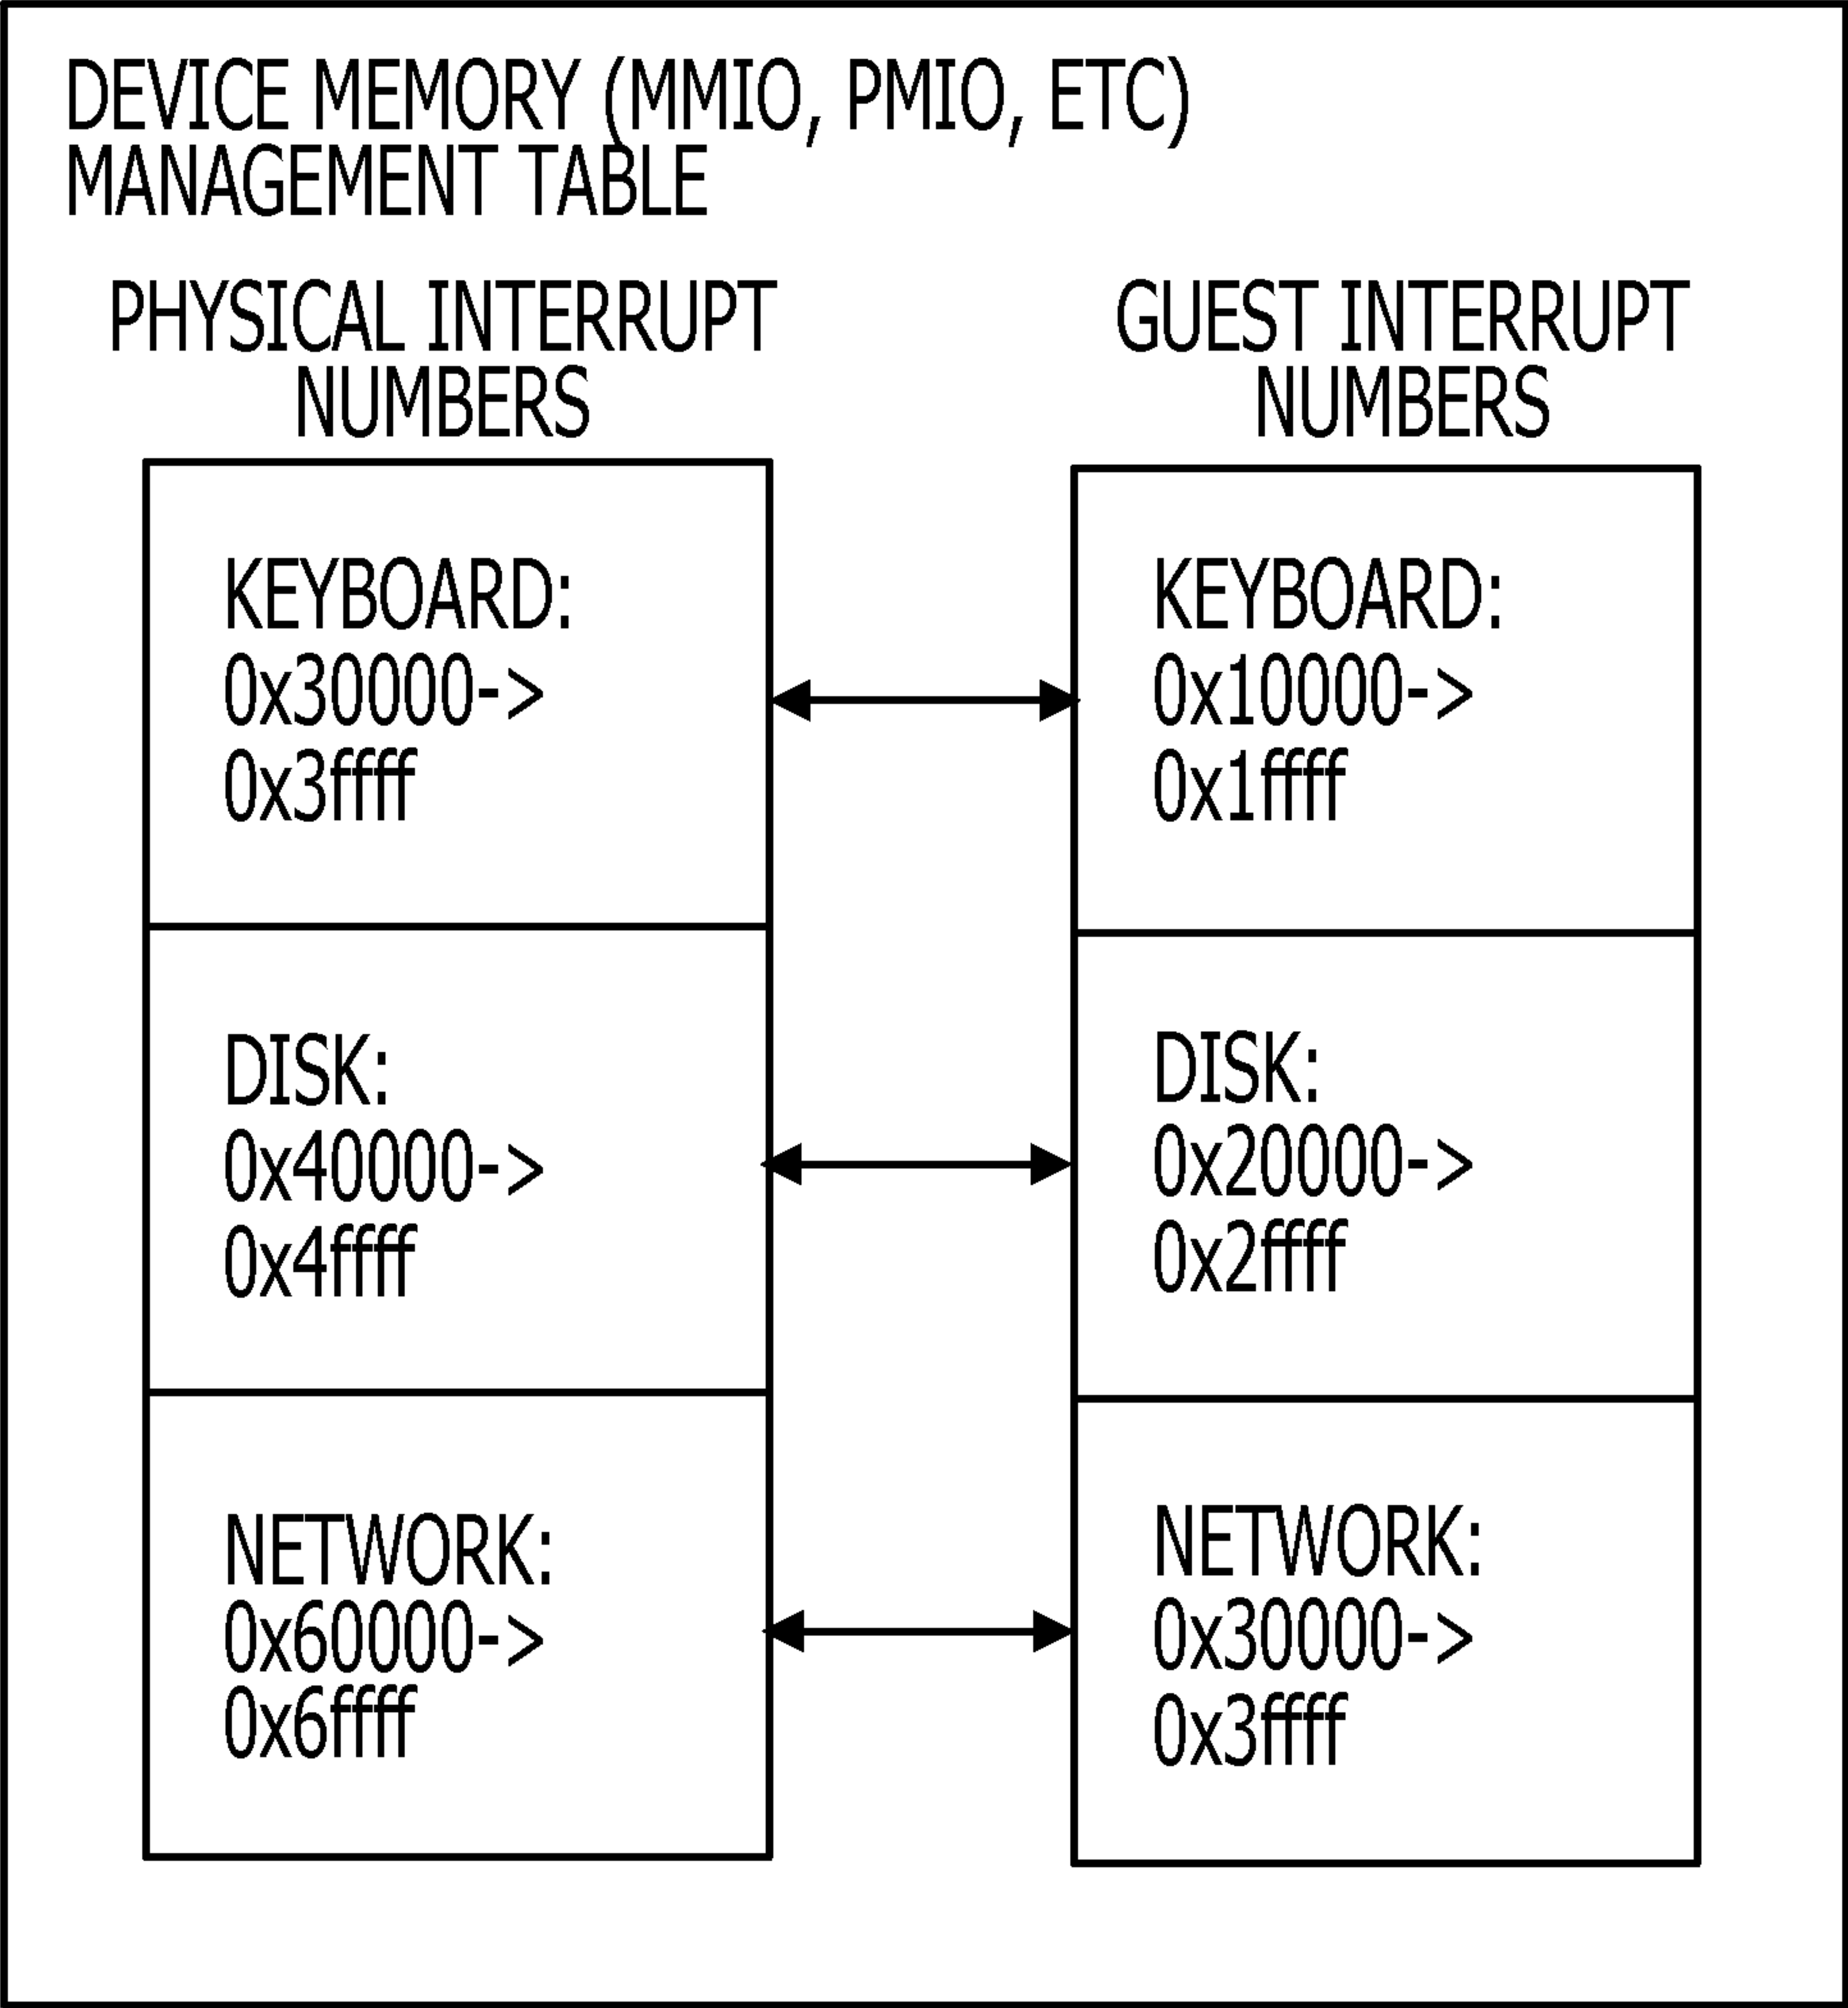 DEVICE MEMORY (MMIO, PMIO, ETC)
MANAGEMENT TABLE
PHYSICAL INTERRUPT
NUMBERS
KEYBOARD:
0x30000->
0x3ffff
DISK:
0x40000->
0x4ffff
NETWORK:
0x60000->
0x6ffff
GUEST INTERRUPT
NUMBERS
KEYBOARD:
0x10000->
0x1ffff
DISK:
0x20000->
0x2ffff
NETWORK:
0x30000->
0x3ffff